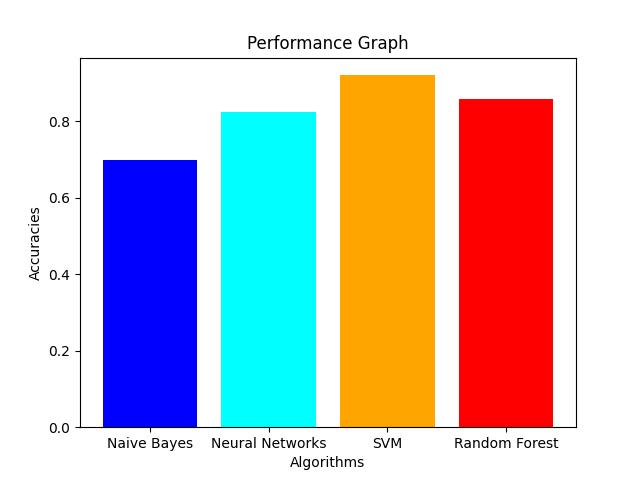 Performance Graph
Accuracies
0.8
0.6
0.4
0.2
0.0
Naive Bayes Neural Networks SVM Random Forest
Algorithms